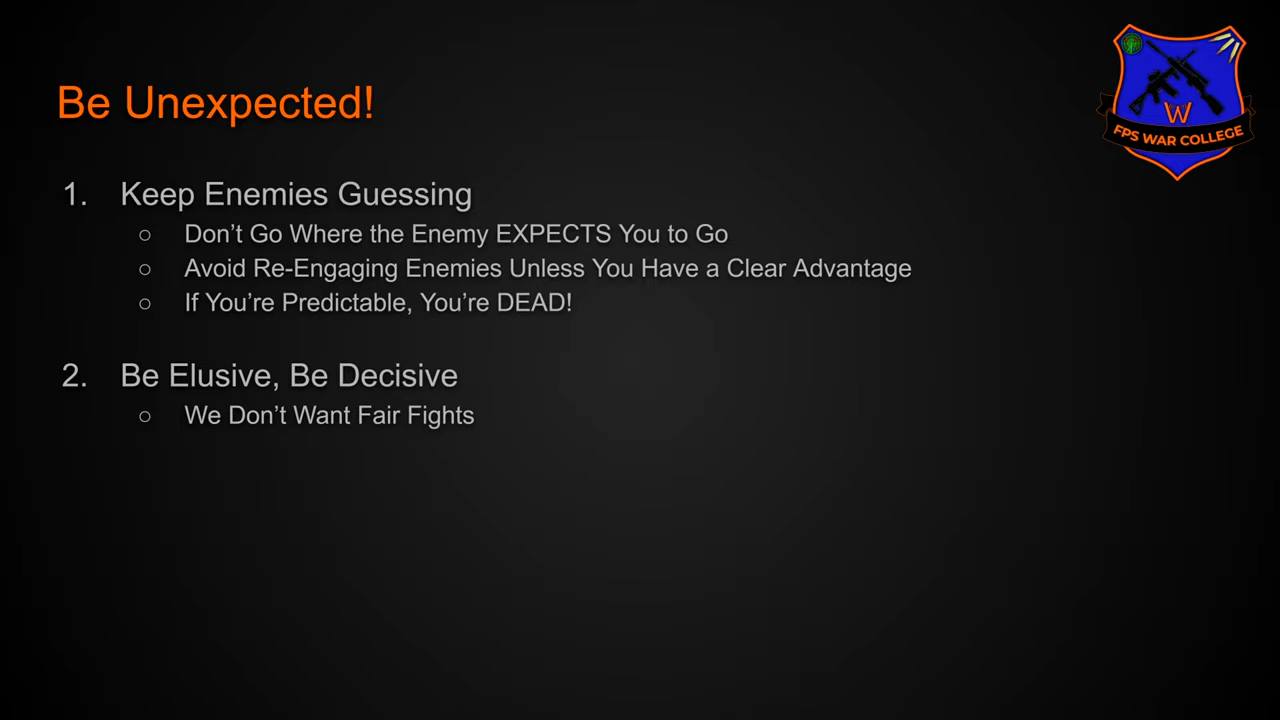 Be Unexpected!
W
FPS WAR COLLEGE
1. Keep Enemies Guessing
○ Don’t Go Where the Enemy EXPECTS You to Go
○ Avoid Re-Engaging Enemies Unless You Have a Clear Advantage
○ If You’re Predictable, You’re DEAD!
2. Be Elusive, Be Decisive
○ We Don’t Want Fair Fights